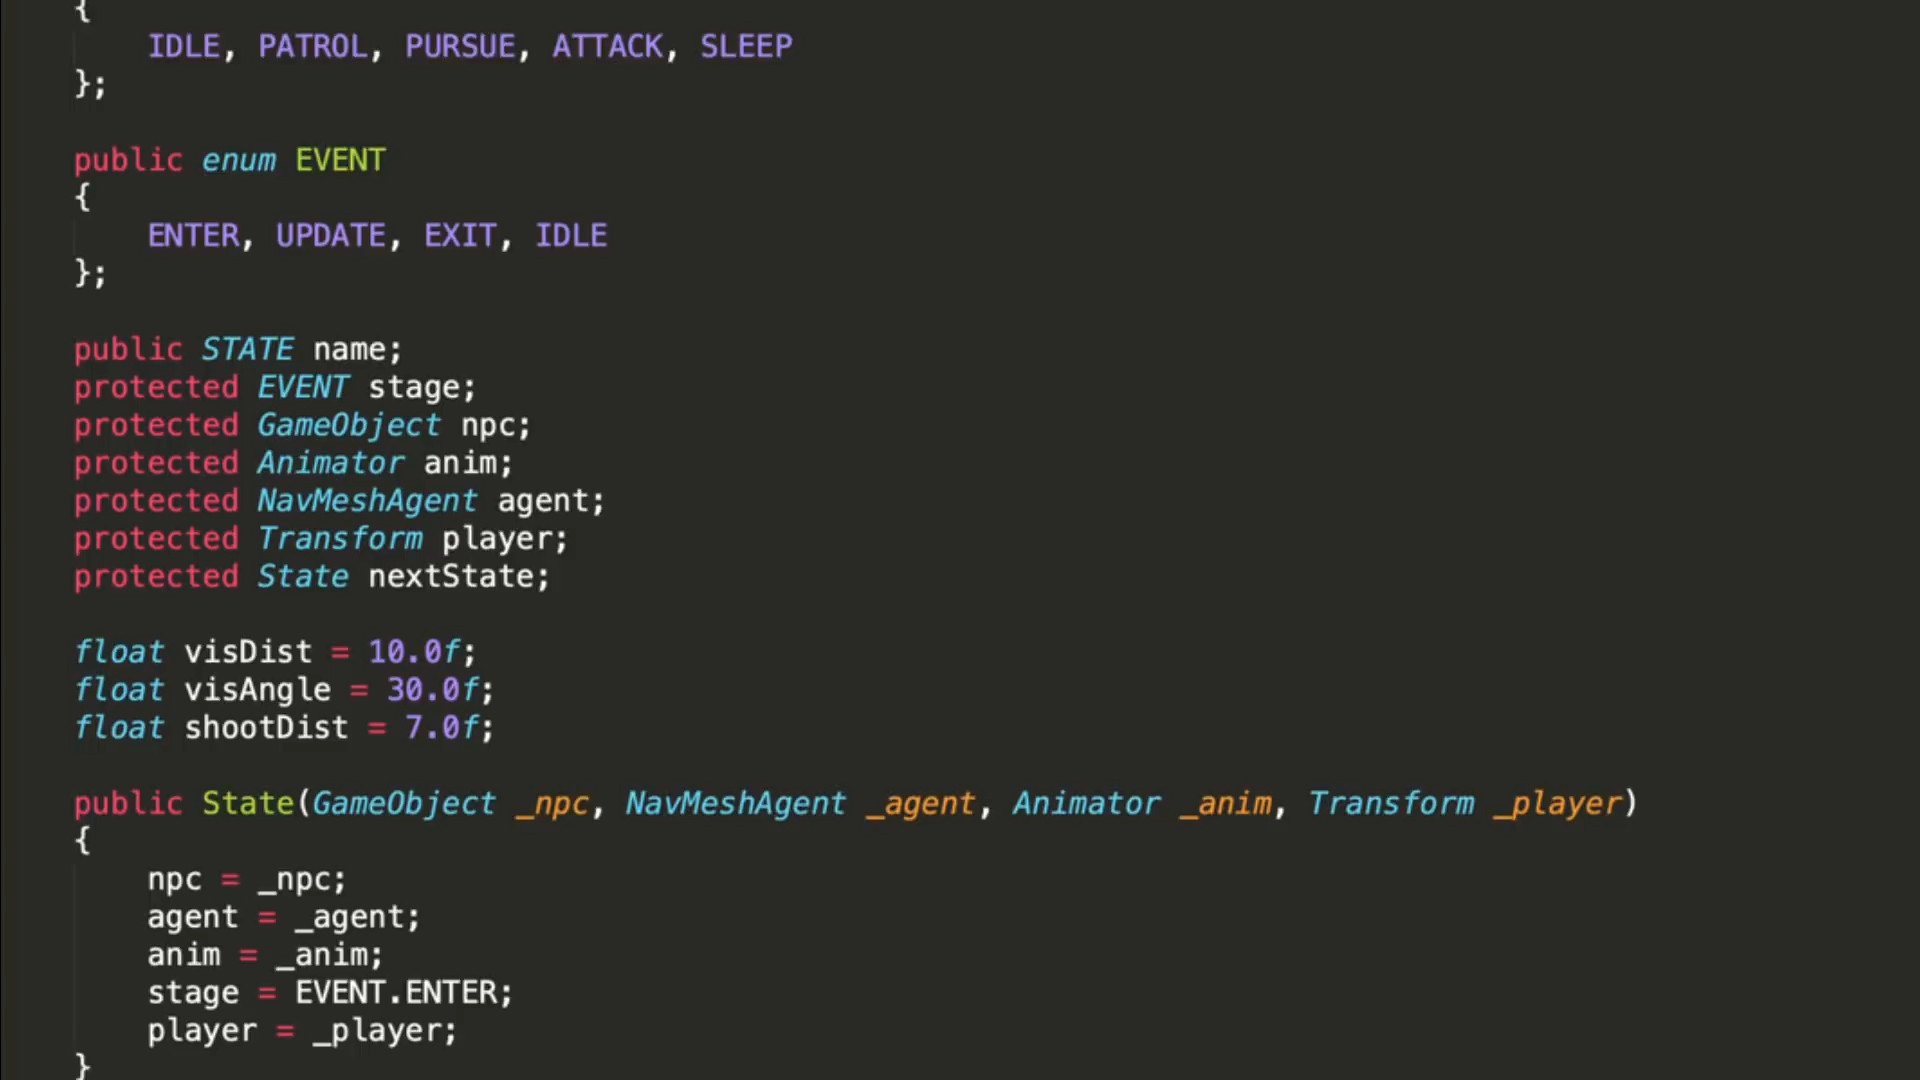 {
IDLE, PATROL, PURSUE, ATTACK, SLEEP
};
public enum EVENT
{
ENTER, UPDATE, EXIT, IDLE
};
public STATE name;
protected EVENT stage;
protected GameObject npc;
protected Animator anim;
protected NavMeshAgent agent;
protected Transform player;
protected State nextState;
float visDist = 10.0f;
float visAngle = 30.0f;
float shootDist = 7.0f;
public State(GameObject _npc, NavMeshAgent _agent, Animator _anim, Transform _player)
{
npc = _npc;
agent = _agent;
anim = _anim;
stage = EVENT.ENTER;
player = _player;
}